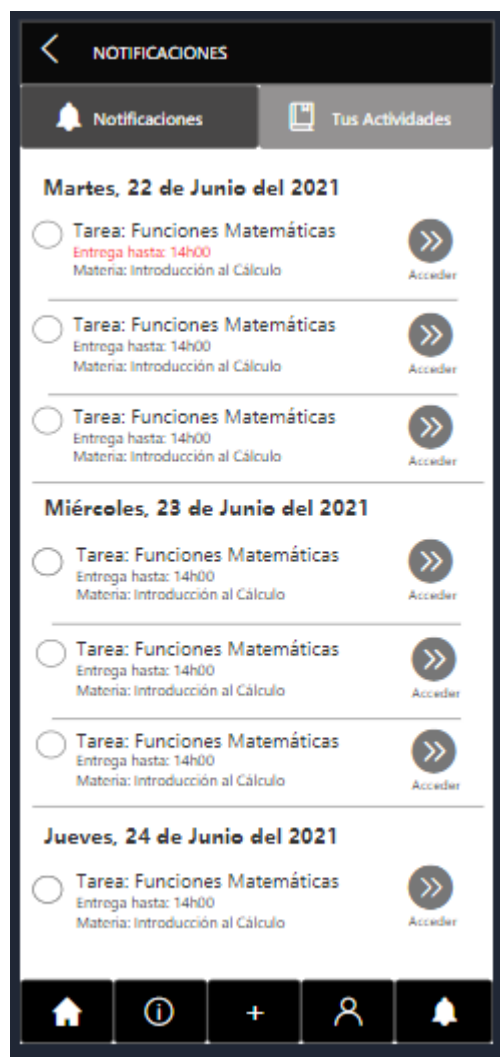 NOTIFICACIONES
Notificaciones
Tus Actividades
Martes, 22 de Junio del 2021
Tarea: Funciones Matemáticas
Entrega hasta: 14h00
Materia: Introducción al Cálculo
Acceder
Tarea: Funciones Matemáticas
Entrega hasta: 14h00
Materia: Introducción al Cálculo
Acceder
Tarea: Funciones Matemáticas
Entrega hasta: 14h00
Materia: Introducción al Cálculo
Acceder
Miércoles, 23 de Junio del 2021
Tarea: Funciones Matemáticas
Entrega hasta: 14h00
Materia: Introducción al Cálculo
Acceder
Tarea: Funciones Matemáticas
Entrega hasta: 14h00
Materia: Introducción al Cálculo
Acceder
Tarea: Funciones Matemáticas
Entrega hasta: 14h00
Materia: Introducción al Cálculo
Acceder
Jueves, 24 de Junio del 2021
Tarea: Funciones Matemáticas
Entrega hasta: 14h00
Materia: Introducción al Cálculo
Acceder